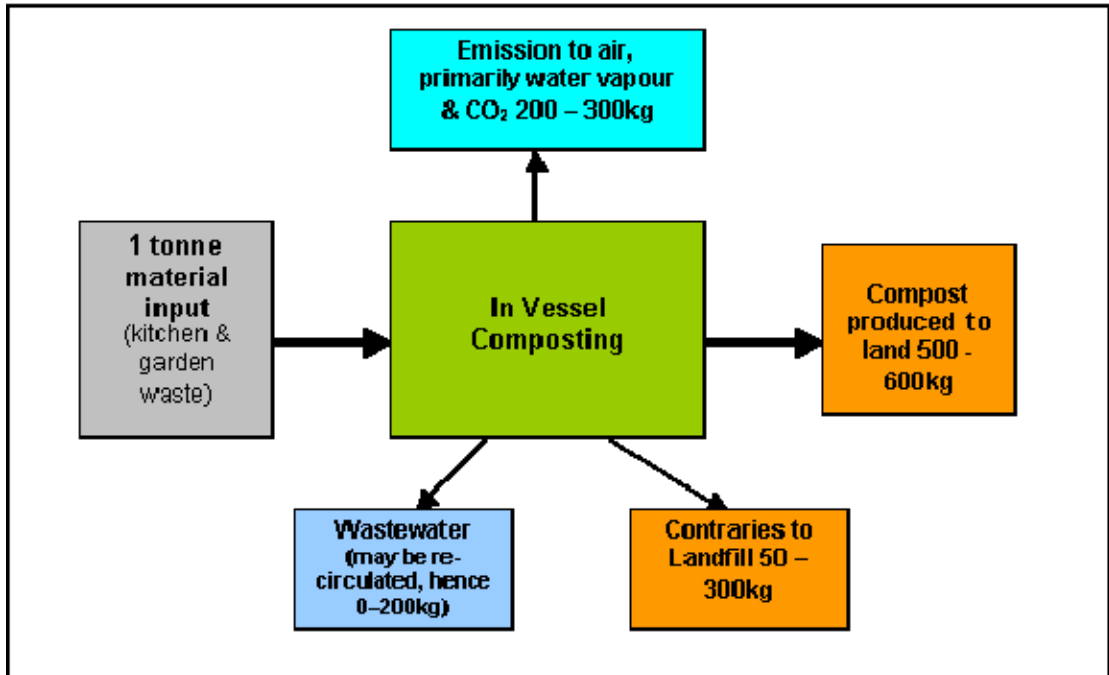 Emission to air,
primarily water vapour
& CO₂ 200 – 300kg
1 tonne
material
input
(kitchen &
garden
waste)
In Vessel
Composting
Compost
produced to
land 500 -
600kg
Wastewater
(may be re-
circulated, hence
0–200kg)
Contraries to
Landfill 50 –
300kg